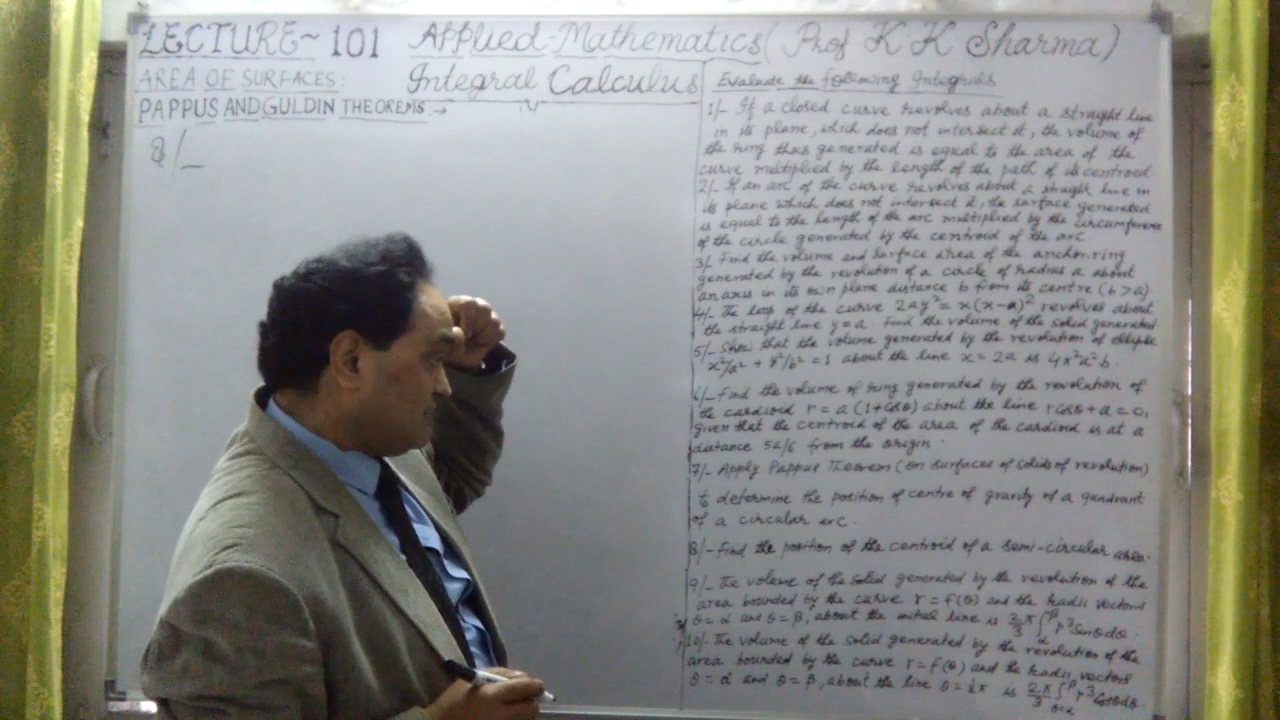 LECTURE~101 Applied-Mathematics (Prof K.K Sharma)
AREA OF SURFACES: Integral Calculus
PAPPUS AND GULDIN THEOREMS:→
8/_
Evaluate the following Integrals
1/- If a closed curve revolves about a straight line
in its plane, which does not intersect it, the volume of
the ring thus generated is equal to the area of the
curve multiplied by the length of the path of its centroid.
2/- If an arc of the curve revolves about a straight line in
its plane which does not intersect it, the surface generated
is equal to the length of the arc multiplied by the circumference
of the circle generated by the centroid of the arc
3/- Find the volume and surface area of the anchor-ring
generated by the revolution of a circle of radius a about
an axis in its own plane distance b from its centre (b > a)
4/- The loop of the curve 2ay² = x(x-a)² revolves about
the straight line y = a. Find the volume of the solid generated
5/- Show that the volume generated by the revolution of ellipse
x²/a² + y²/b² = 1 about the line x = 2a is 4π²a²b.
6/- Find the volume of ring generated by the revolution of
the cardioid r = a (1+cosθ) about the line r cosθ + a = 0,
given that the centroid of the area of the cardioid is at a
distance 5a/6 from the origin.
7/- Apply Pappus Theorem (on surfaces of solids of revolution)
to determine the position of centre of gravity of a quadrant
of a circular arc.
8/- Find the position of the centroid of a semi-circular area.
9/- The volume of the solid generated by the revolution of the
area bounded by the curve r = f(θ) and the radii vectors
θ = α and θ = β, about the initial line is 2/3 π ∫α^β r³ sinθ dθ.
10/- The volume of the solid generated by the revolution of the
area bounded by the curve r = f(θ) and the radii vectors
θ = α and θ = β, about the line θ = ½π is 2π/3 ∫θ=α^β r³ cosθ dθ.